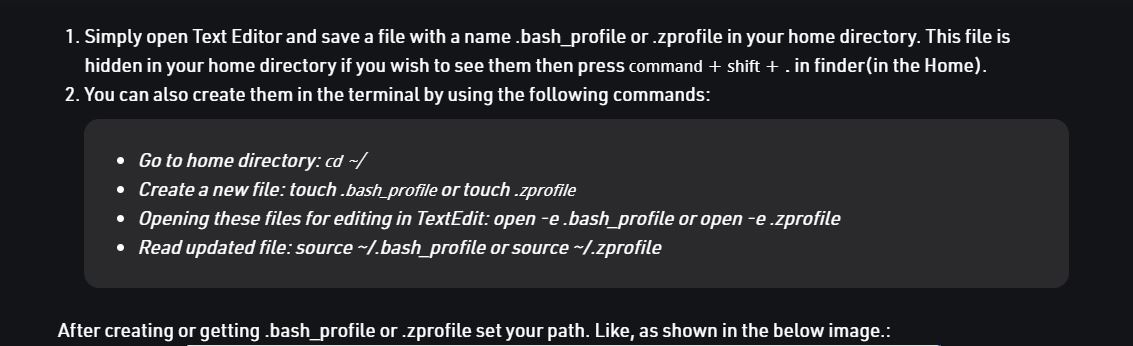 1. Simply open Text Editor and save a file with a name .bash_profile or .zprofile in your home directory. This file is
hidden in your home directory if you wish to see them then press command + shift + . in finder(in the Home).
2. You can also create them in the terminal by using the following commands:
• Go to home directory: cd ~/
• Create a new file: touch .bash_profile or touch .zprofile
• Opening these files for editing in TextEdit: open -e .bash_profile or open -e .zprofile
• Read updated file: source ~/.bash_profile or source ~/.zprofile
After creating or getting .bash_profile or .zprofile set your path. Like, as shown in the below image.: